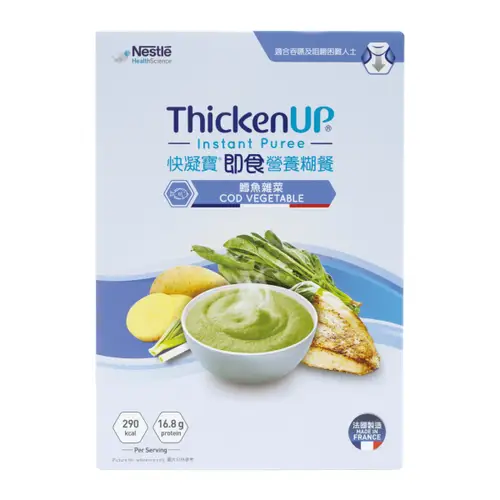 Nestlé
HealthScience
適合吞嚥及咀嚼困難人士
ThickenUP®
Instant Puree
快凝寶®即食營養糊餐
鱈魚雜菜
COD VEGETABLE
290
kcal
16.8 g
protein
Per Serving
法國製造
MADE IN
FRANCE